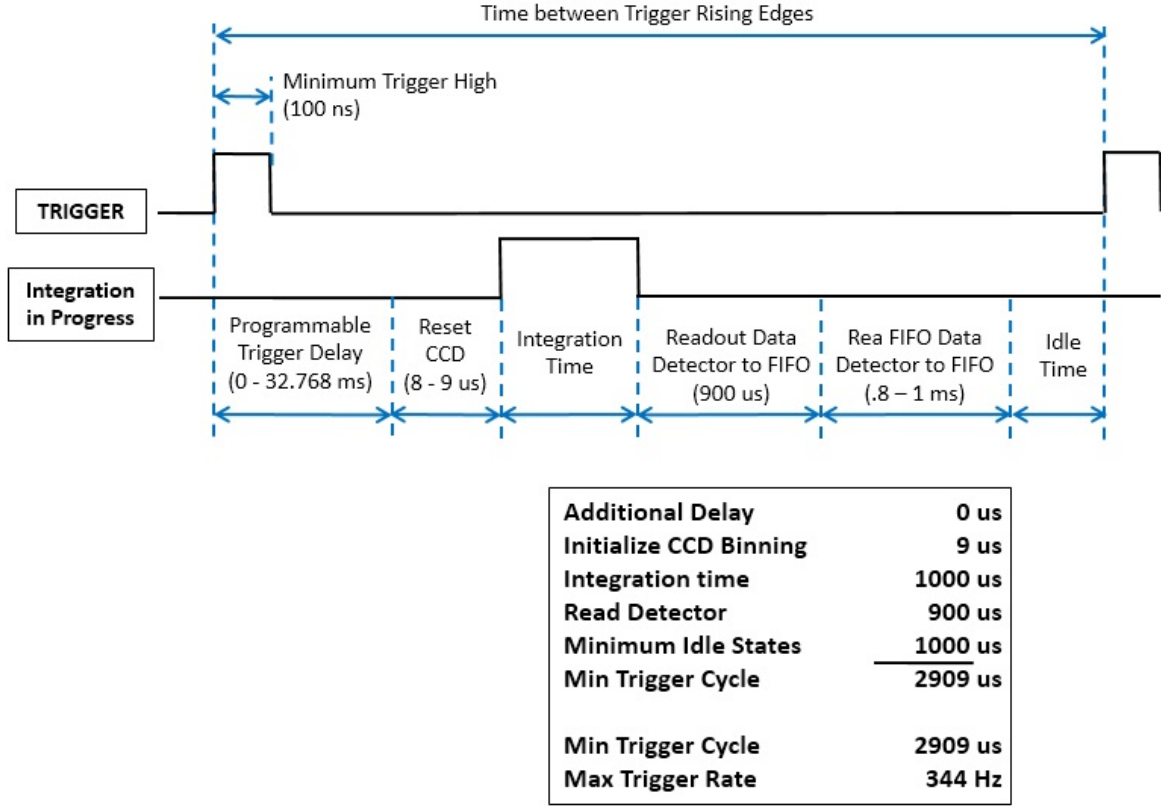 Time between Trigger Rising Edges
Minimum Trigger High
(100 ns)
TRIGGER
Integration
in Progress
Programmable
Trigger Delay
(0 - 32.768 ms)
Reset
CCD
(8 - 9 us)
Integration
Time
Readout Data
Detector to FIFO
(900 us)
Rea FIFO Data
Detector to FIFO
(.8 – 1 ms)
Idle
Time
Additional Delay 0 us
Initialize CCD Binning 9 us
Integration time 1000 us
Read Detector 900 us
Minimum Idle States 1000 us
Min Trigger Cycle 2909 us
Min Trigger Cycle 2909 us
Max Trigger Rate 344 Hz